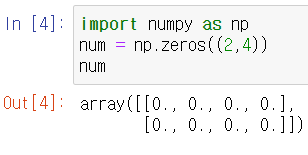 In [4]: import numpy as np
num = np.zeros((2,4))
num
Out[4]: array([[0., 0., 0., 0.],
[0., 0., 0., 0.]])